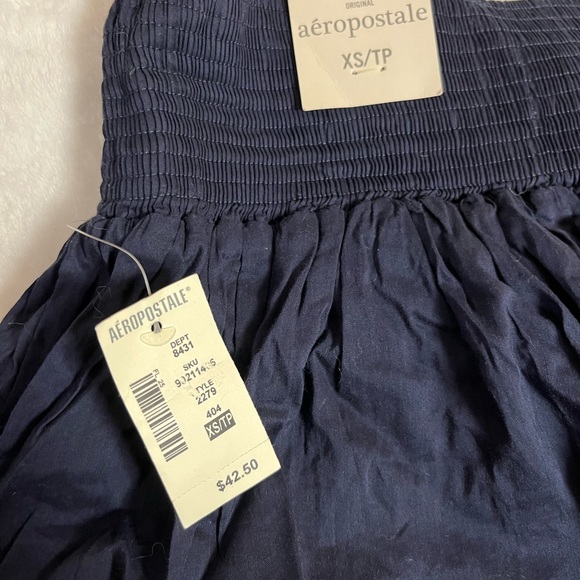 ORIGINAL
aéropostale
XS/TP
AÉROPOSTALE®
DEPT
8431
SKU
STYLE
2279
404
XS/TP
$42.50